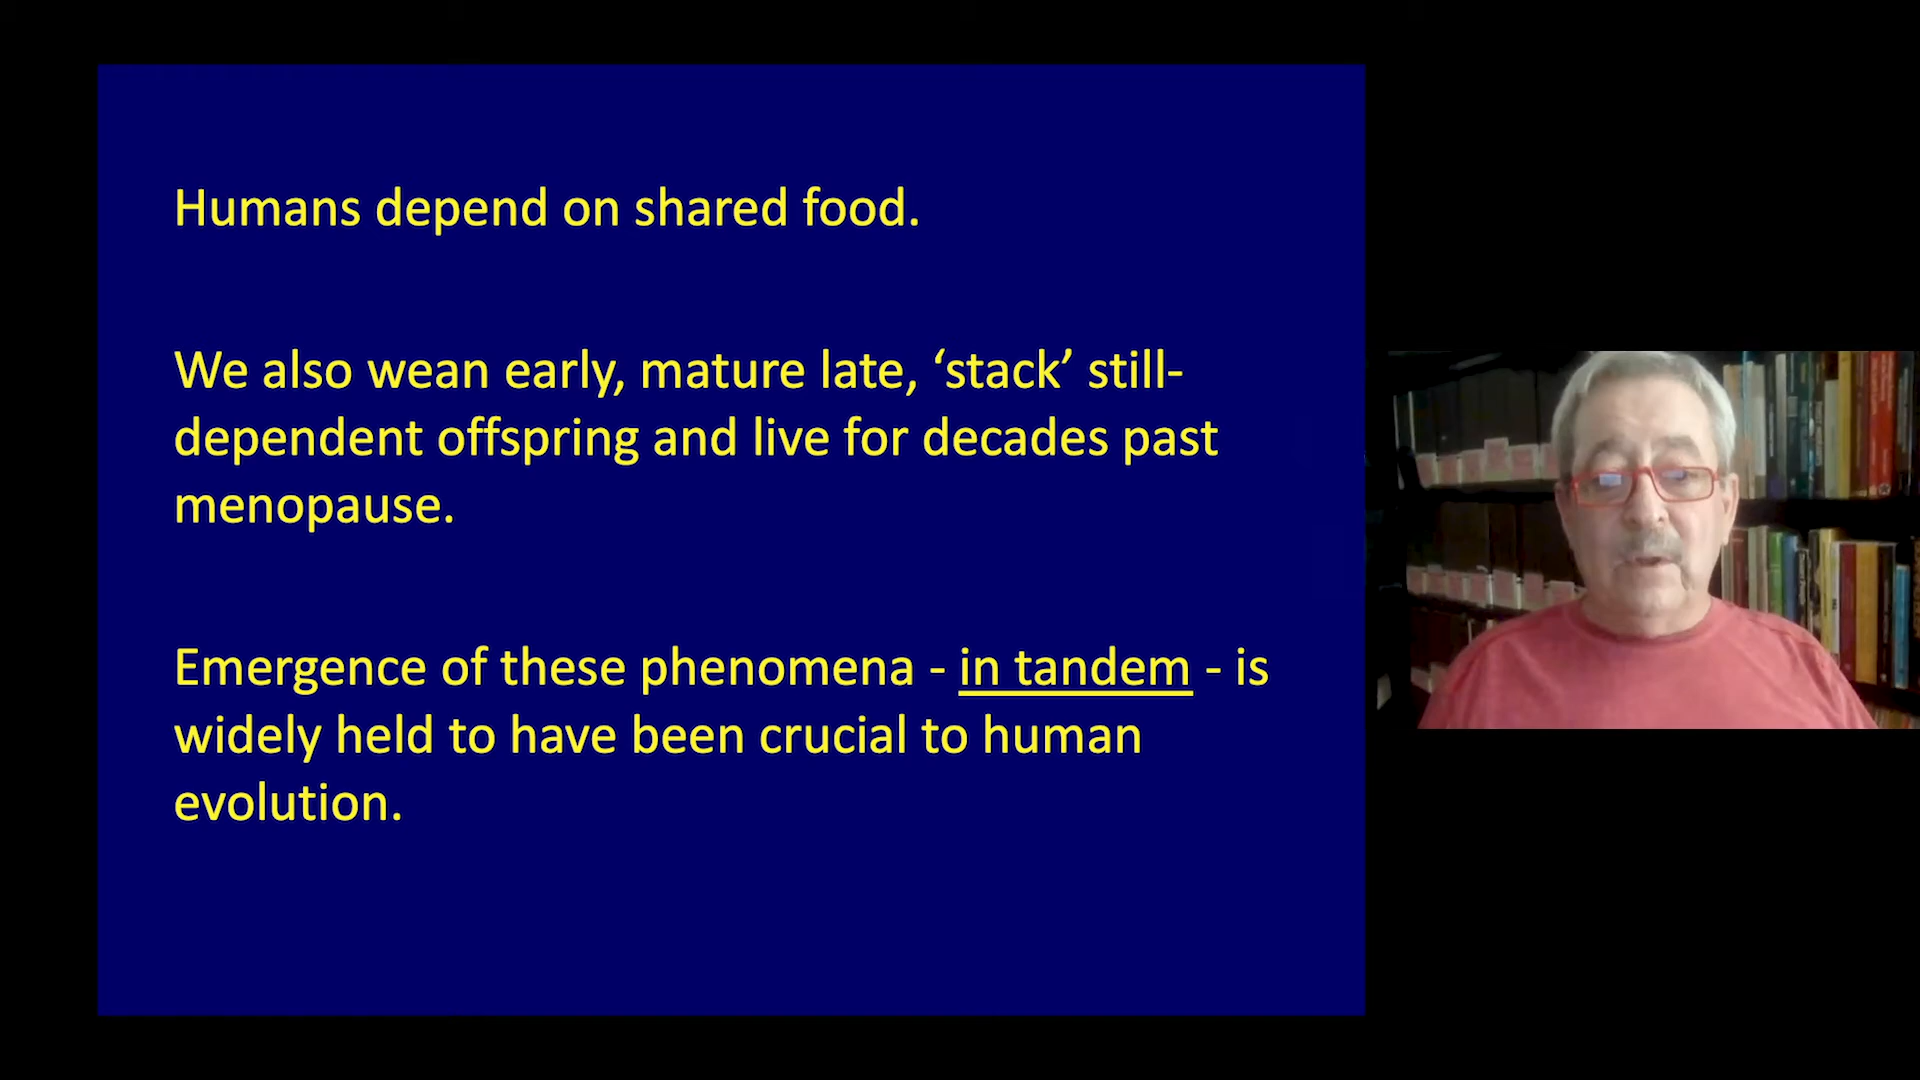 Humans depend on shared food.
We also wean early, mature late, ‘stack’ still-
dependent offspring and live for decades past
menopause.
Emergence of these phenomena - in tandem - is
widely held to have been crucial to human
evolution.